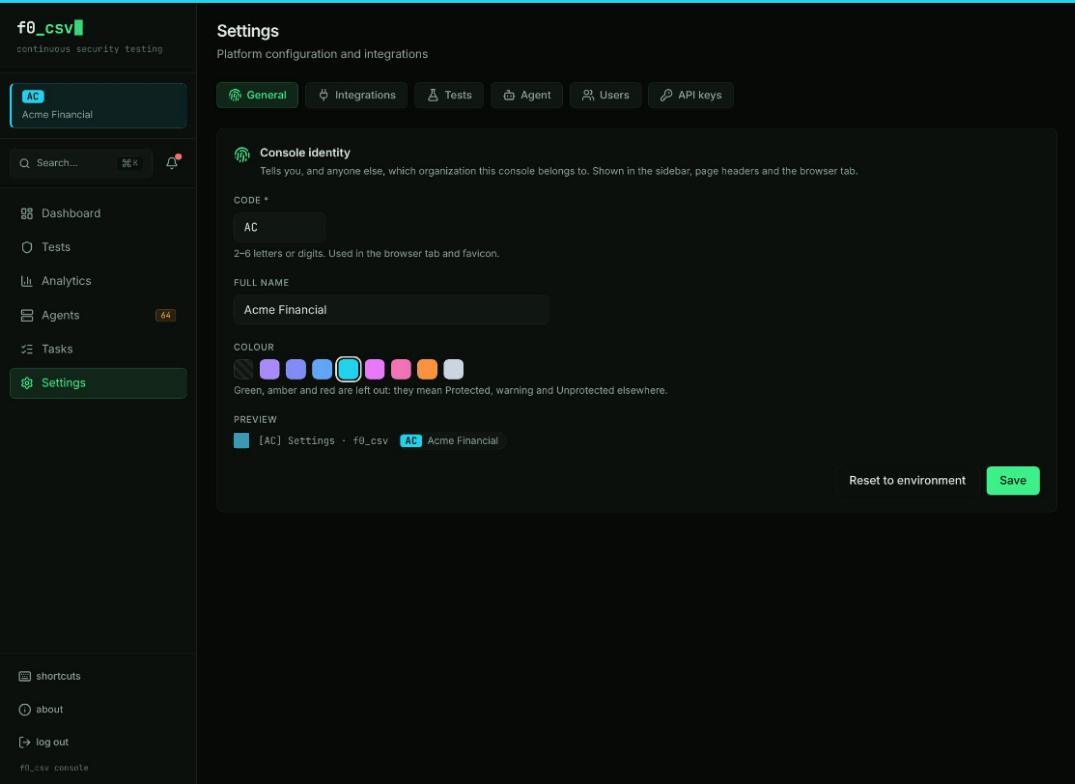 f0_csv
continuous security testing
AC
Acme Financial
Search... ⌘K
Dashboard
Tests
Analytics
Agents 64
Tasks
Settings
shortcuts
about
log out
f0_csv console
Settings
Platform configuration and integrations
General Integrations Tests Agent Users API keys
Console identity
Tells you, and anyone else, which organization this console belongs to. Shown in the sidebar, page headers and the browser tab.
CODE *
AC
2–6 letters or digits. Used in the browser tab and favicon.
FULL NAME
Acme Financial
COLOUR
Green, amber and red are left out: they mean Protected, warning and Unprotected elsewhere.
PREVIEW
[AC] Settings · f0_csv AC Acme Financial
Reset to environment Save